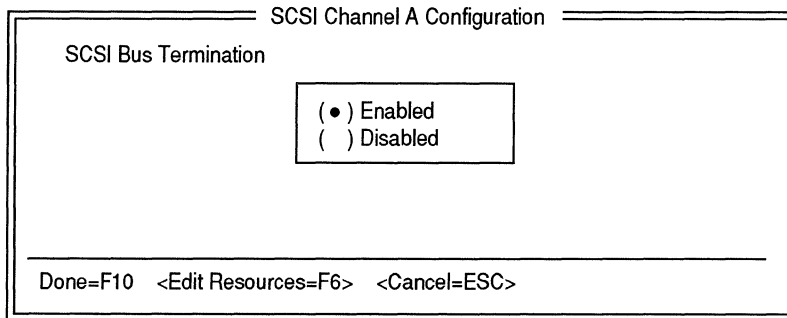 SCSI Channel A Configuration
SCSI Bus Termination
(●) Enabled
( ) Disabled
Done=F10 <Edit Resources=F6> <Cancel=ESC>